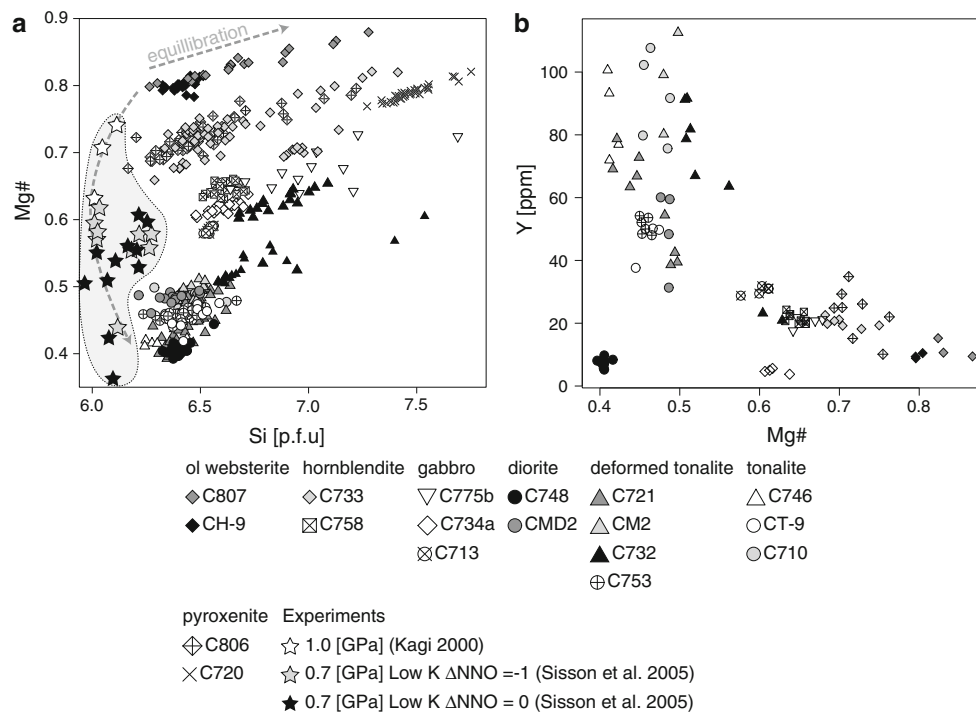 a
b
0.9
0.8
0.7
0.6
0.5
0.4
Mg#
equillibration
6.0
6.5
7.0
7.5
Si [p.f.u]
100
80
60
40
20
0
Y [ppm]
0.4
0.5
0.6
0.7
0.8
Mg#
ol websterite
C807
CH-9
hornblendite
C733
C758
gabbro
C775b
C734a
C713
diorite
C748
CMD2
deformed tonalite
C721
CM2
C732
C753
tonalite
C746
CT-9
C710
pyroxenite
C806
C720
Experiments
1.0 [GPa] (Kagi 2000)
0.7 [GPa] Low K ΔNNO =-1 (Sisson et al. 2005)
0.7 [GPa] Low K ΔNNO = 0 (Sisson et al. 2005)